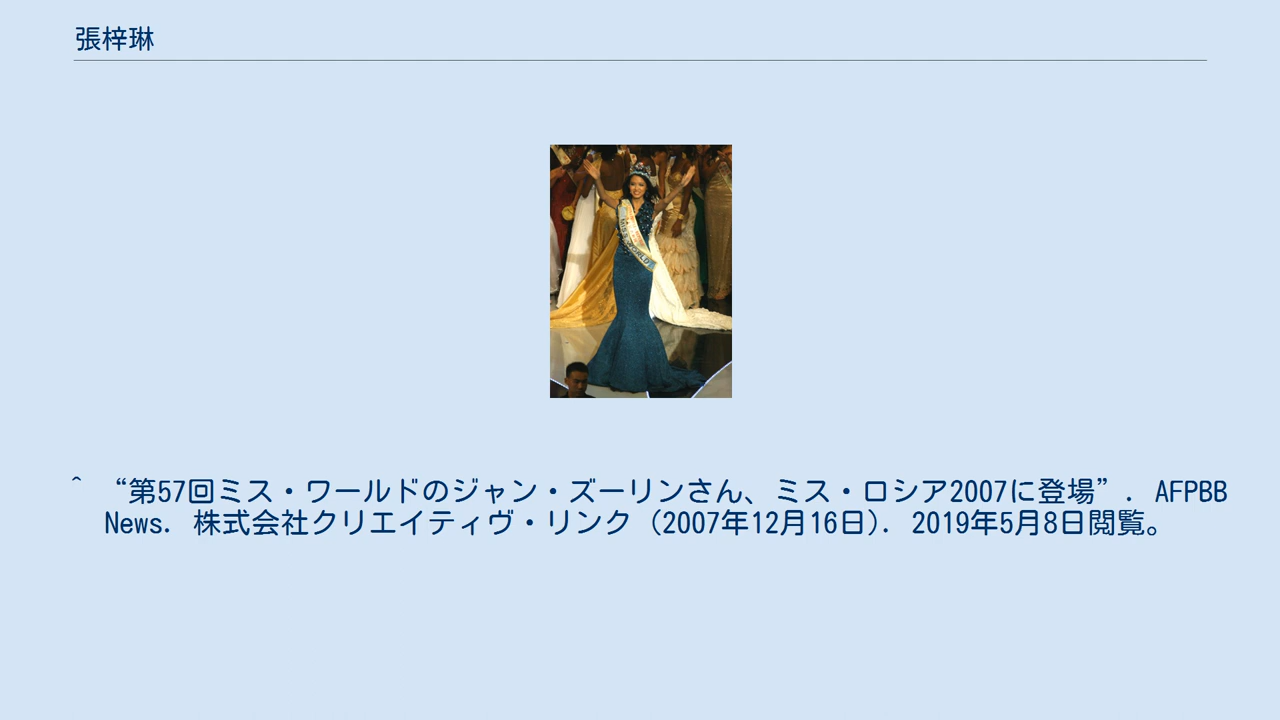 張梓琳
^ “第57回ミス・ワールドのジャン・ズーリンさん、ミス・ロシア2007に登場”. AFPBB
News. 株式会社クリエイティヴ・リンク (2007年12月16日). 2019年5月8日閲覧。